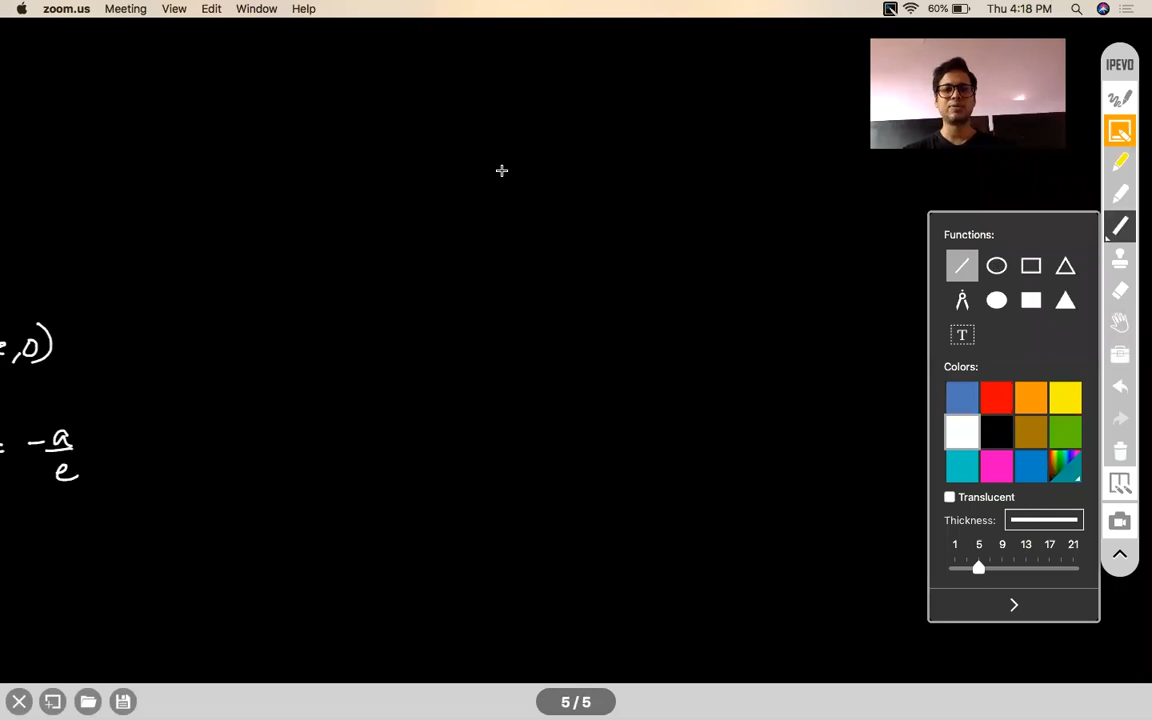 zoom.us Meeting View Edit Window Help 60% Thu 4:18 PM
IPEVO
Functions:
T
Colors:
Translucent
Thickness:
1 5 9 13 17 21
,0)
= -a/e
5 / 5